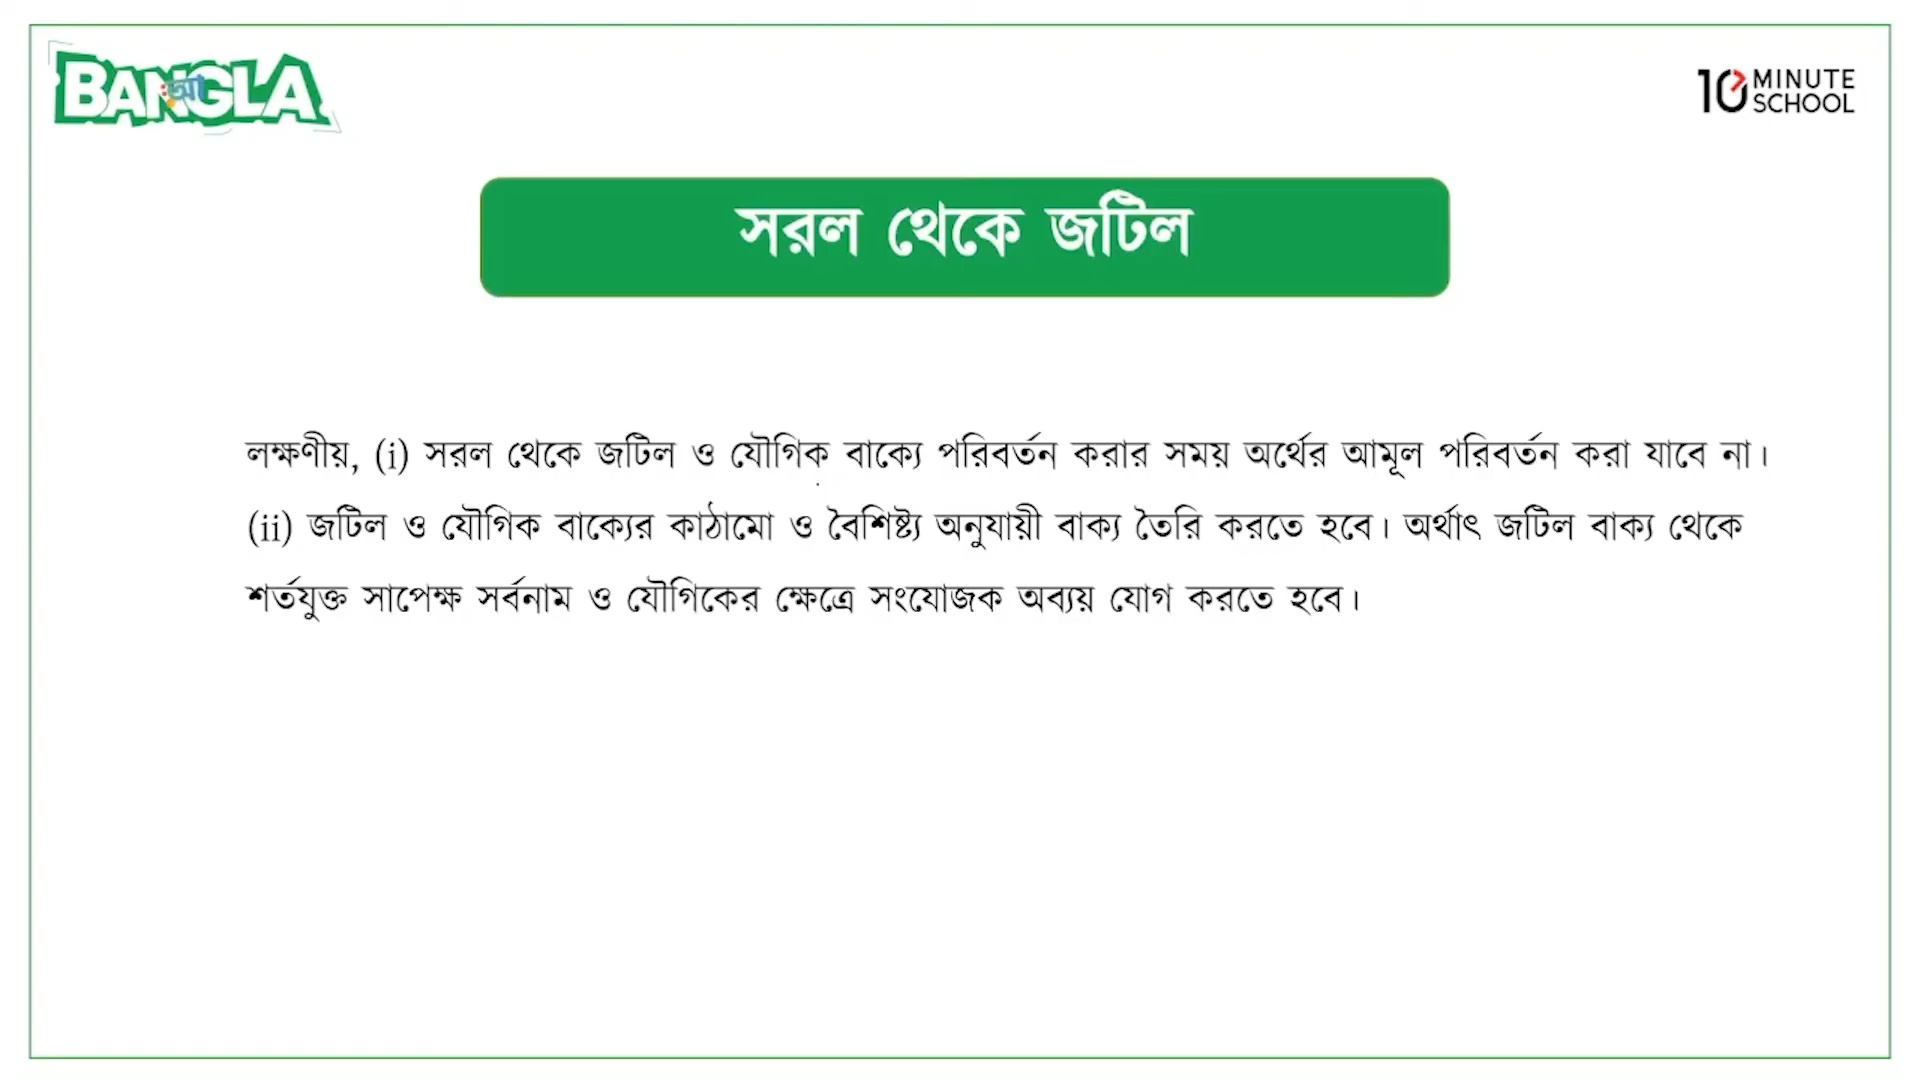 BANGLA
অা
10 MINUTE SCHOOL
সরল থেকে জটিল
লক্ষণীয়, (i) সরল থেকে জটিল ও যৌগিক বাক্যে পরিবর্তন করার সময় অর্থের আমূল পরিবর্তন করা যাবে না।
(ii) জটিল ও যৌগিক বাক্যের কাঠামো ও বৈশিষ্ট্য অনুযায়ী বাক্য তৈরি করতে হবে। অর্থাৎ জটিল বাক্য থেকে
শর্তযুক্ত সাপেক্ষ সর্বনাম ও যৌগিকের ক্ষেত্রে সংযোজক অব্যয় যোগ করতে হবে।